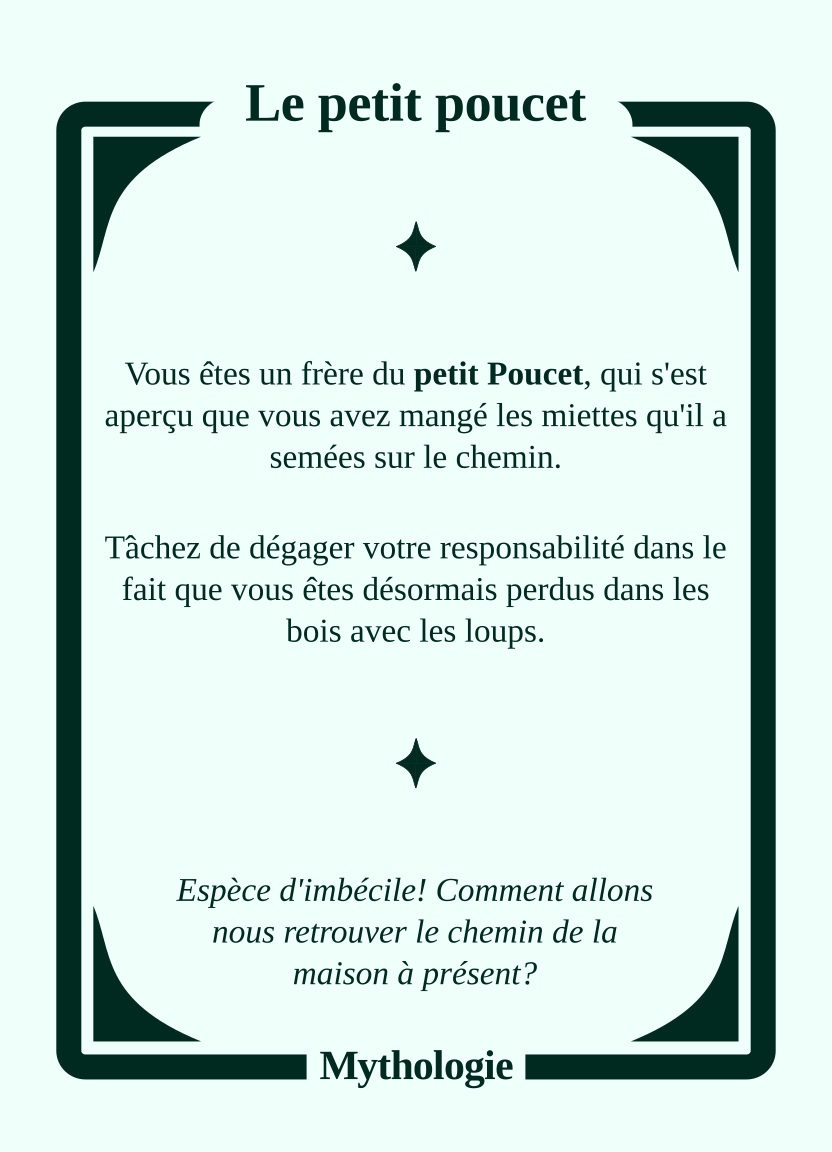 Le petit poucet
Vous êtes un frère du petit Poucet, qui s'est
aperçu que vous avez mangé les miettes qu'il a
semées sur le chemin.
Tâchez de dégager votre responsabilité dans le
fait que vous êtes désormais perdus dans les
bois avec les loups.
Espèce d'imbécile! Comment allons
nous retrouver le chemin de la
maison à présent?
Mythologie